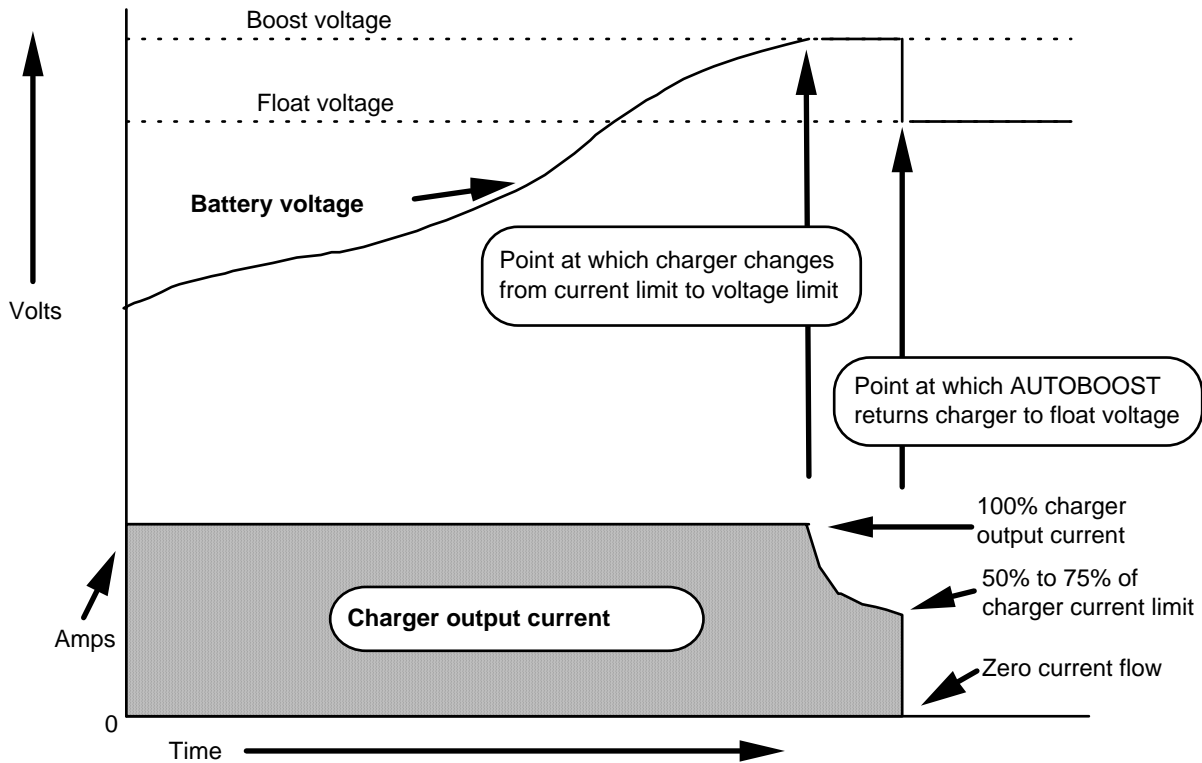 Boost voltage
Float voltage
Battery voltage
Volts
Point at which charger changes
from current limit to voltage limit
Point at which AUTOBOOST
returns charger to float voltage
100% charger
output current
50% to 75% of
charger current limit
Charger output current
Amps
Zero current flow
0
Time